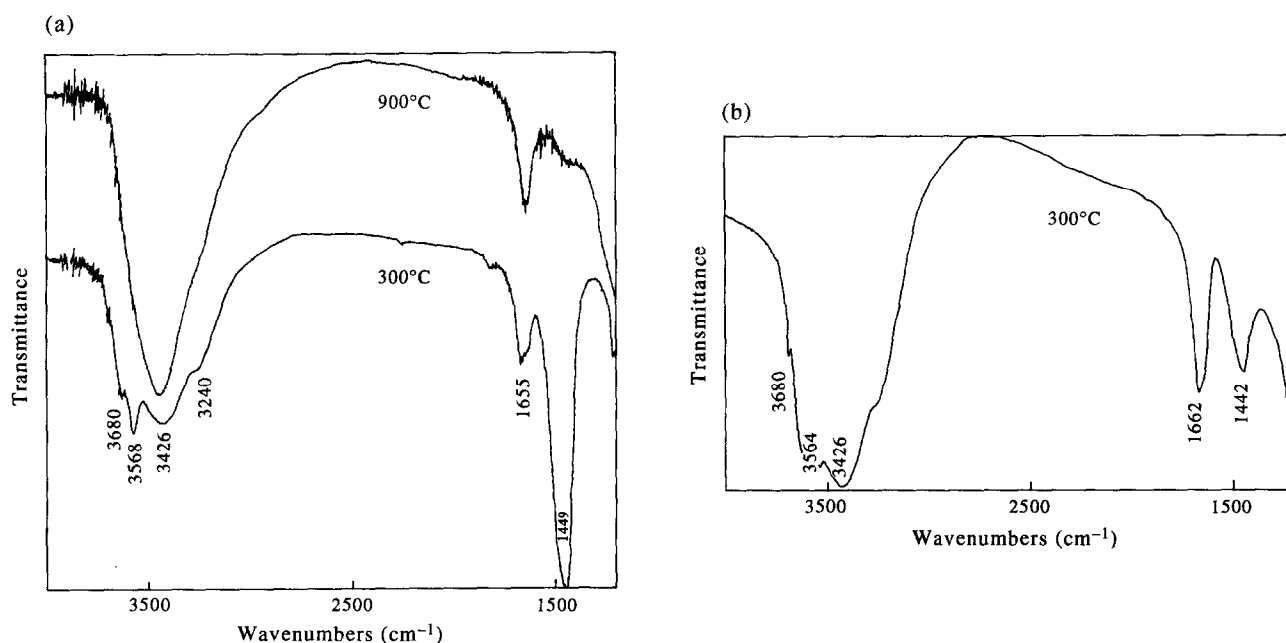 (a)
900°C
300°C
3680
3568
3426
3240
1655
1449
Transmittance
3500
2500
1500
Wavenumbers (cm⁻¹)
(b)
300°C
3680
3564
3426
1662
1442
Transmittance
3500
2500
1500
Wavenumbers (cm⁻¹)